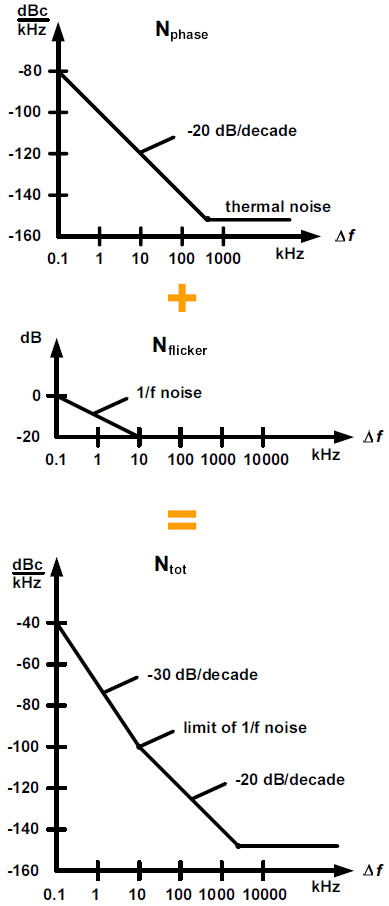 dBc
kHz
Nphase
-80
-100
-120
-140
-160
-20 dB/decade
thermal noise
0.1 1 10 100 1000
kHz
Δf
+
dB
Nflicker
0
-20
1/f noise
0.1 1 10 100 1000 10000
kHz
Δf
=
dBc
kHz
Ntot
-40
-60
-80
-100
-120
-140
-160
-30 dB/decade
limit of 1/f noise
-20 dB/decade
0.1 1 10 100 1000 10000
kHz
Δf